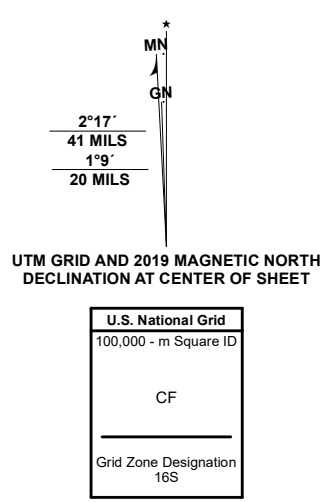 MN
GN
2°17´
41 MILS
1°9´
20 MILS
UTM GRID AND 2019 MAGNETIC NORTH
DECLINATION AT CENTER OF SHEET
U.S. National Grid
100,000 - m Square ID
CF
Grid Zone Designation
16S